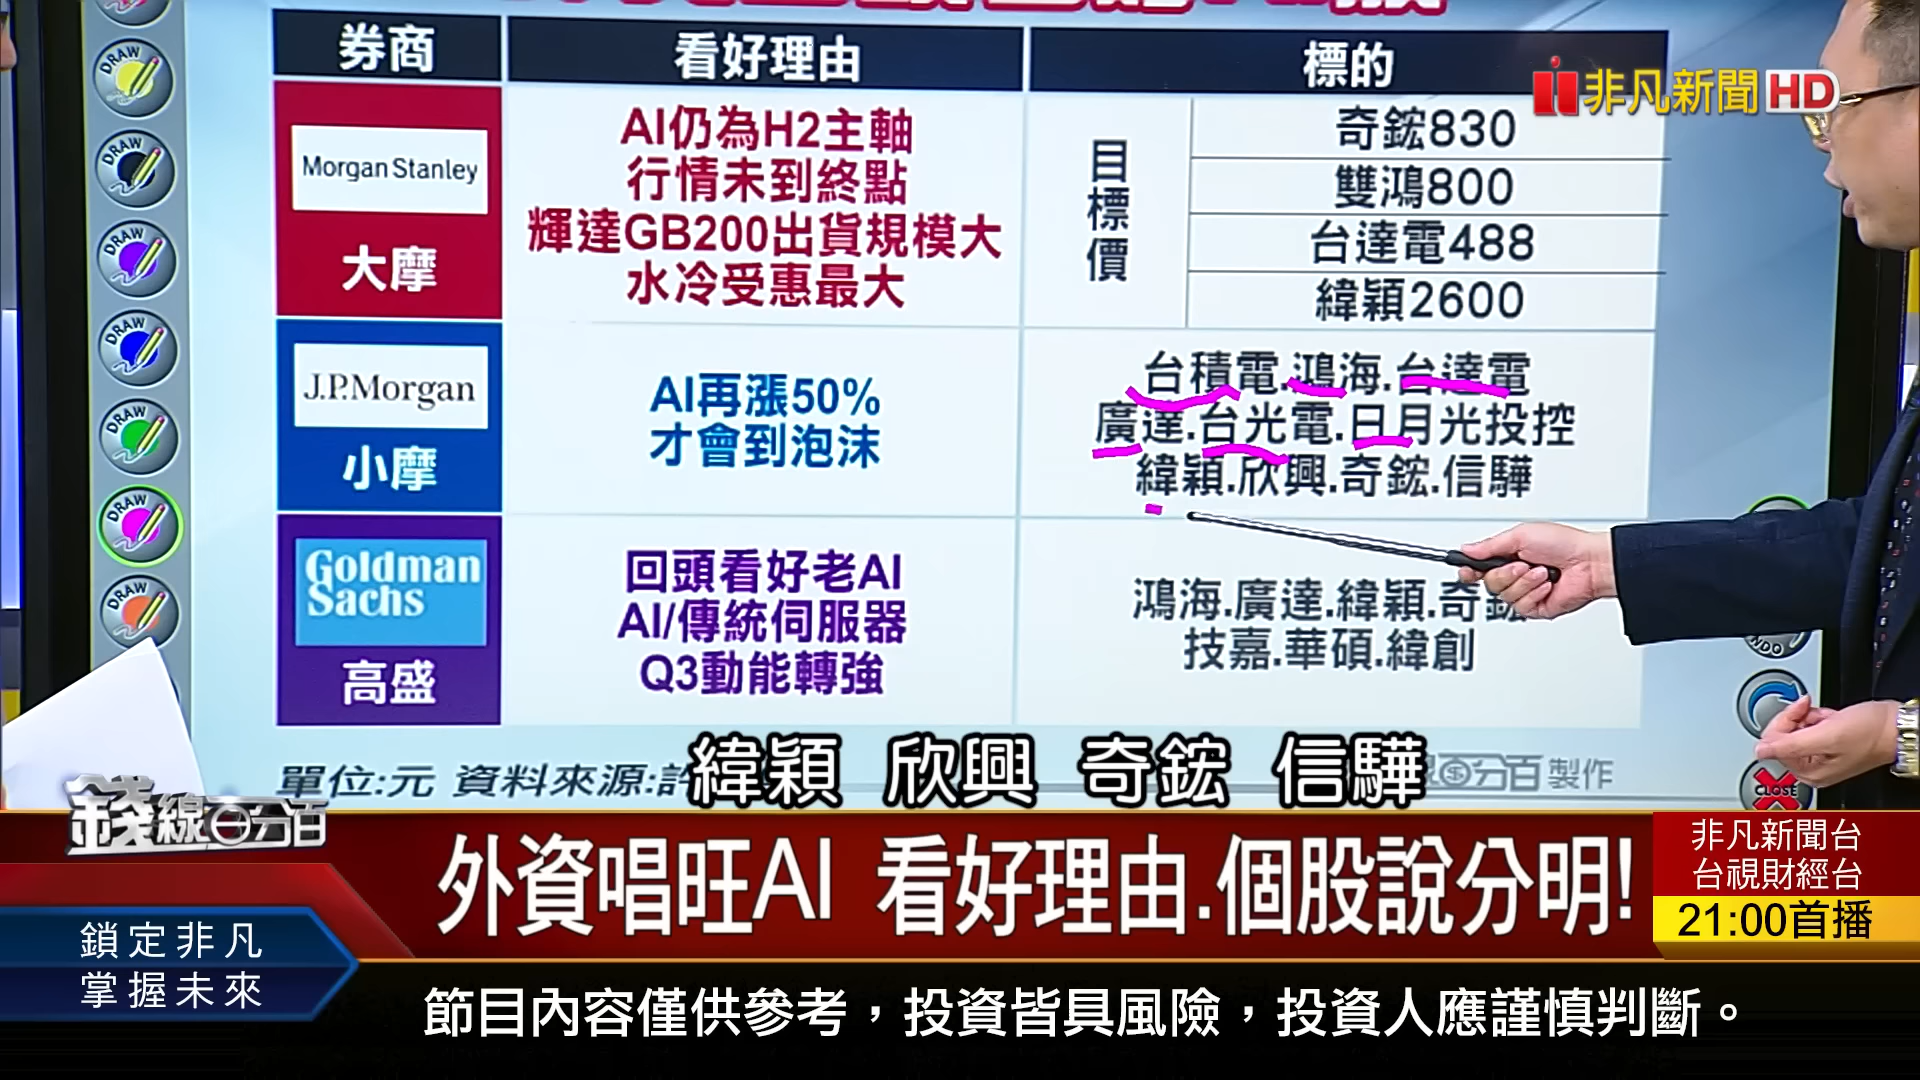 券商
看好理由
標的
非凡新聞HD
DRAW
DRAW
DRAW
DRAW
DRAW
DRAW
DRAW
Morgan Stanley
大摩
AI仍為H2主軸
行情未到終點
輝達GB200出貨規模大
水冷受惠最大
目標價
奇鋐830
雙鴻800
台達電488
緯穎2600
J.P.Morgan
小摩
AI再漲50%
才會到泡沫
台積電.鴻海.台達電
廣達.台光電.日月光投控
緯穎.欣興.奇鋐.信驊
Goldman
Sachs
高盛
回頭看好老AI
AI/傳統伺服器
Q3動能轉強
鴻海.廣達.緯穎.奇鋐
技嘉.華碩.緯創
單位:元 資料來源:
分百製作
CLOSE
緯穎 欣興 奇鋐 信驊
錢線百分百
外資唱旺AI 看好理由.個股說分明!
非凡新聞台
台視財經台
21:00首播
鎖定非凡
掌握未來
節目內容僅供參考，投資皆具風險，投資人應謹慎判斷。